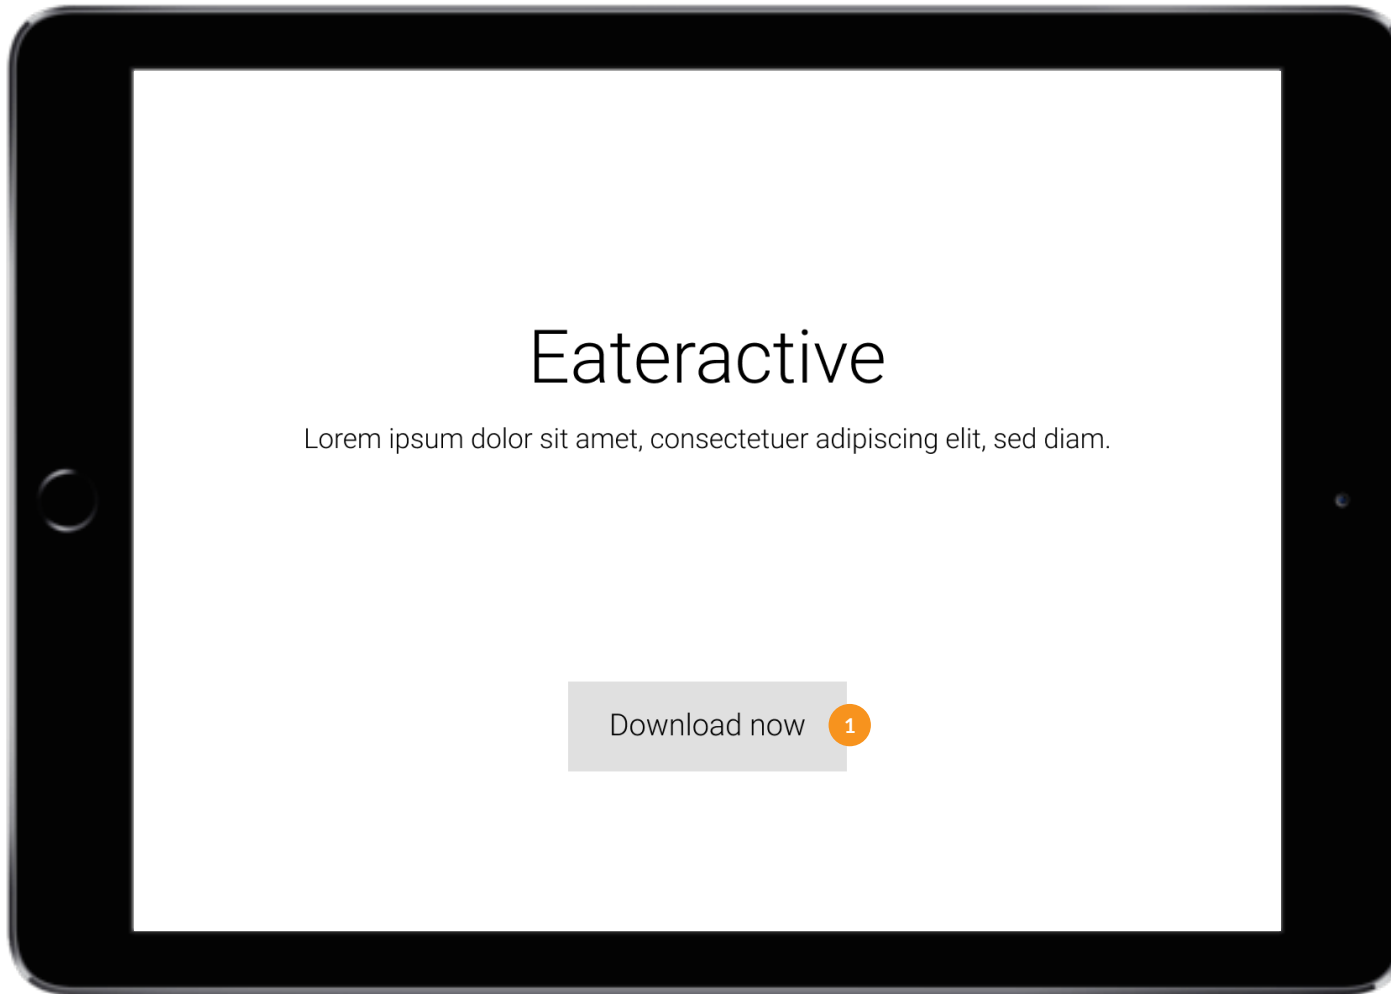 Eateractive
Lorem ipsum dolor sit amet, consectetuer adipiscing elit, sed diam.
Download now
1